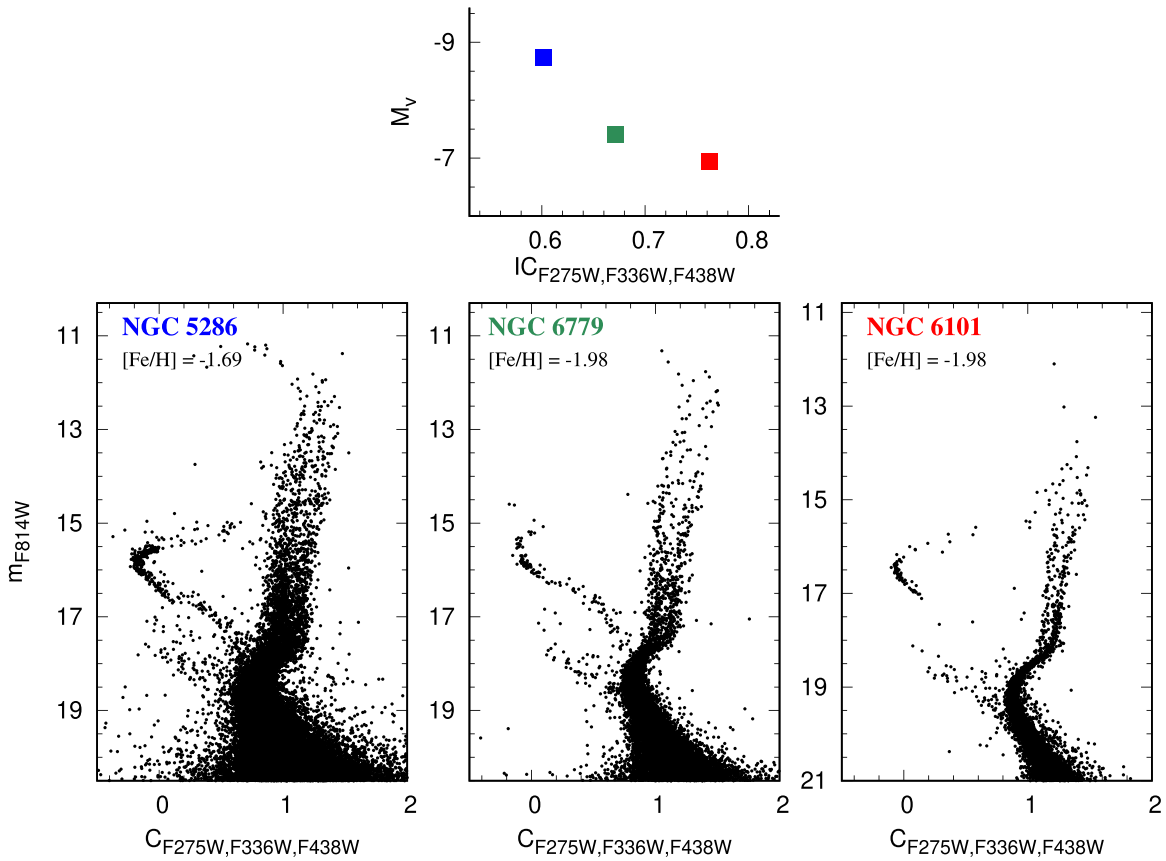 -9
-7
M_v
0.6 0.7 0.8
IC_F275W,F336W,F438W
NGC 5286
[Fe/H] = -1.69
NGC 6779
[Fe/H] = -1.98
NGC 6101
[Fe/H] = -1.98
11
13
15
17
19
m_F814W
11
13
15
17
19
11
13
15
17
19
21
0 1 2
0 1 2
0 1 2
C_F275W,F336W,F438W
C_F275W,F336W,F438W
C_F275W,F336W,F438W